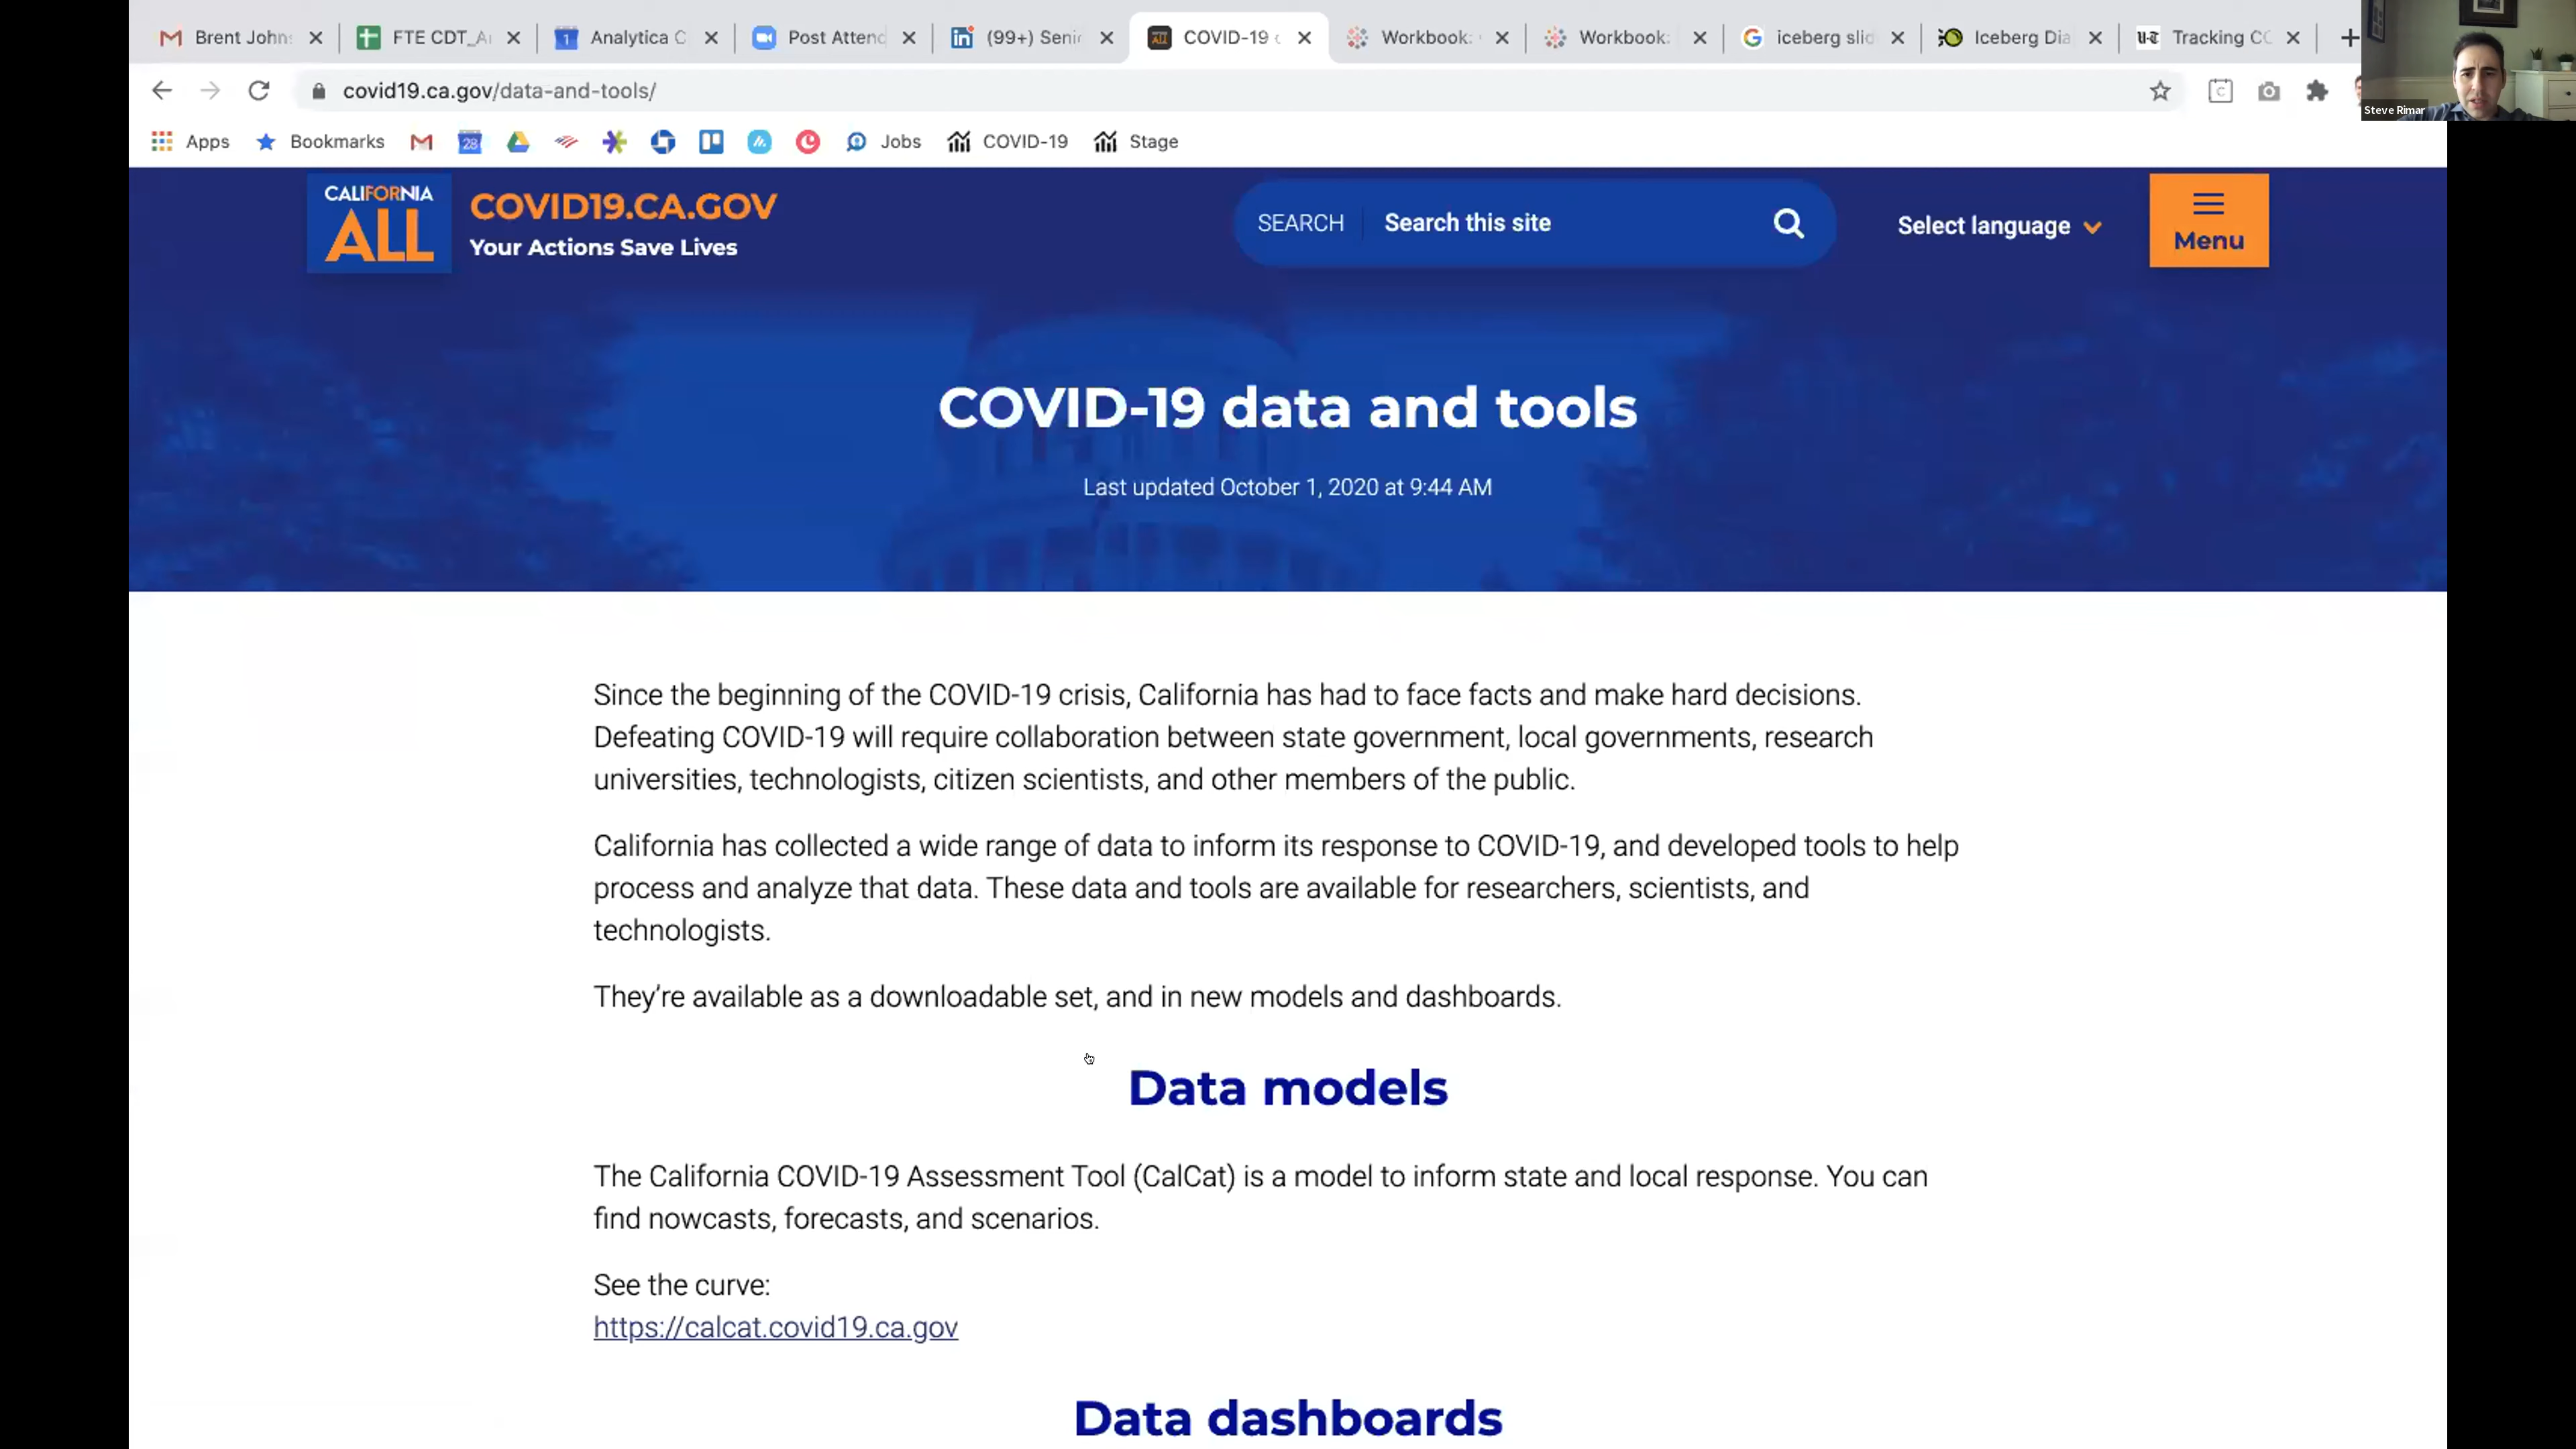 Brent Johns
FTE CDT_A
Analytica C
Post Attend
(99+) Seni
COVID-19
Workbook:
Workbook:
iceberg slid
Iceberg Dia
Tracking CO
covid19.ca.gov/data-and-tools/
Steve Rimar
Apps
Bookmarks
28
Jobs
COVID-19
Stage
CALIFORNIA
ALL
COVID19.CA.GOV
Your Actions Save Lives
SEARCH
Search this site
Select language
Menu
COVID-19 data and tools
Last updated October 1, 2020 at 9:44 AM
Since the beginning of the COVID-19 crisis, California has had to face facts and make hard decisions.
Defeating COVID-19 will require collaboration between state government, local governments, research
universities, technologists, citizen scientists, and other members of the public.
California has collected a wide range of data to inform its response to COVID-19, and developed tools to help
process and analyze that data. These data and tools are available for researchers, scientists, and
technologists.
They’re available as a downloadable set, and in new models and dashboards.
Data models
The California COVID-19 Assessment Tool (CalCat) is a model to inform state and local response. You can
find nowcasts, forecasts, and scenarios.
See the curve:
https://calcat.covid19.ca.gov
Data dashboards